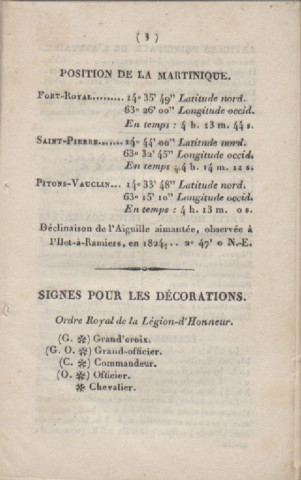 ( 3 )
POSITION DE LA MARTINIQUE.
FORT-ROYAL......... 14° 35' 49" Latitude nord.
63° 26' 00" Longitude occid.
En temps : 4 h. 13 m. 44 s.
SAINT-PIERRE....... 14° 44' 00" Latitude nord.
63° 32' 45" Longitude occid.
En temps 4 h. 14 m. 11 s.
PITONS-VAUCLIN... 14° 33' 48" Latitude nord.
63° 15' 10" Longitude occid.
En temps : 4 h. 13 m. 0 s.
Déclinaison de l'Aiguille aimantée, observée à
l'Ilet-à-Ramiers, en 1824;.. 2° 47' 0 N.-E.
SIGNES POUR LES DÉCORATIONS.
Ordre Royal de la Légion-d'Honneur.
(G. ✻) Grand'croix.
(G. O. ✻) Grand-officier.
(C. ✻) Commandeur.
(O. ✻) Officier.
✻ Chevalier.